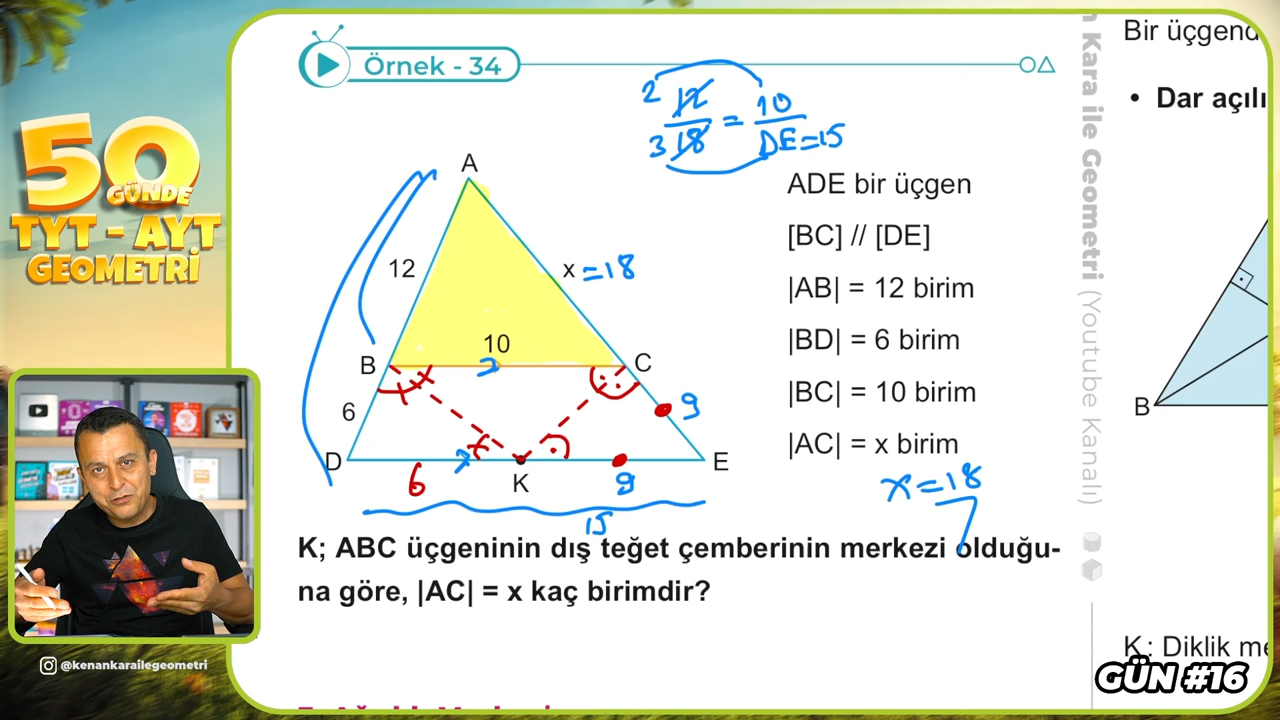 50
GÜNDE
TYT - AYT
GEOMETRİ
@kenankarailegeometri
Örnek - 34
2 12 = 10
3 18 DE=15
A
12
x =18
10
B
C
6
9
D
K
E
6
9
15
ADE bir üçgen
[BC] // [DE]
|AB| = 12 birim
|BD| = 6 birim
|BC| = 10 birim
|AC| = x birim
x=18
K; ABC üçgeninin dış teğet çemberinin merkezi olduğu-
na göre, |AC| = x kaç birimdir?
Kara ile Geometri (Youtube Kanalı)
Bir üçgend
• Dar açılı
B
K : Diklik me
GÜN #16